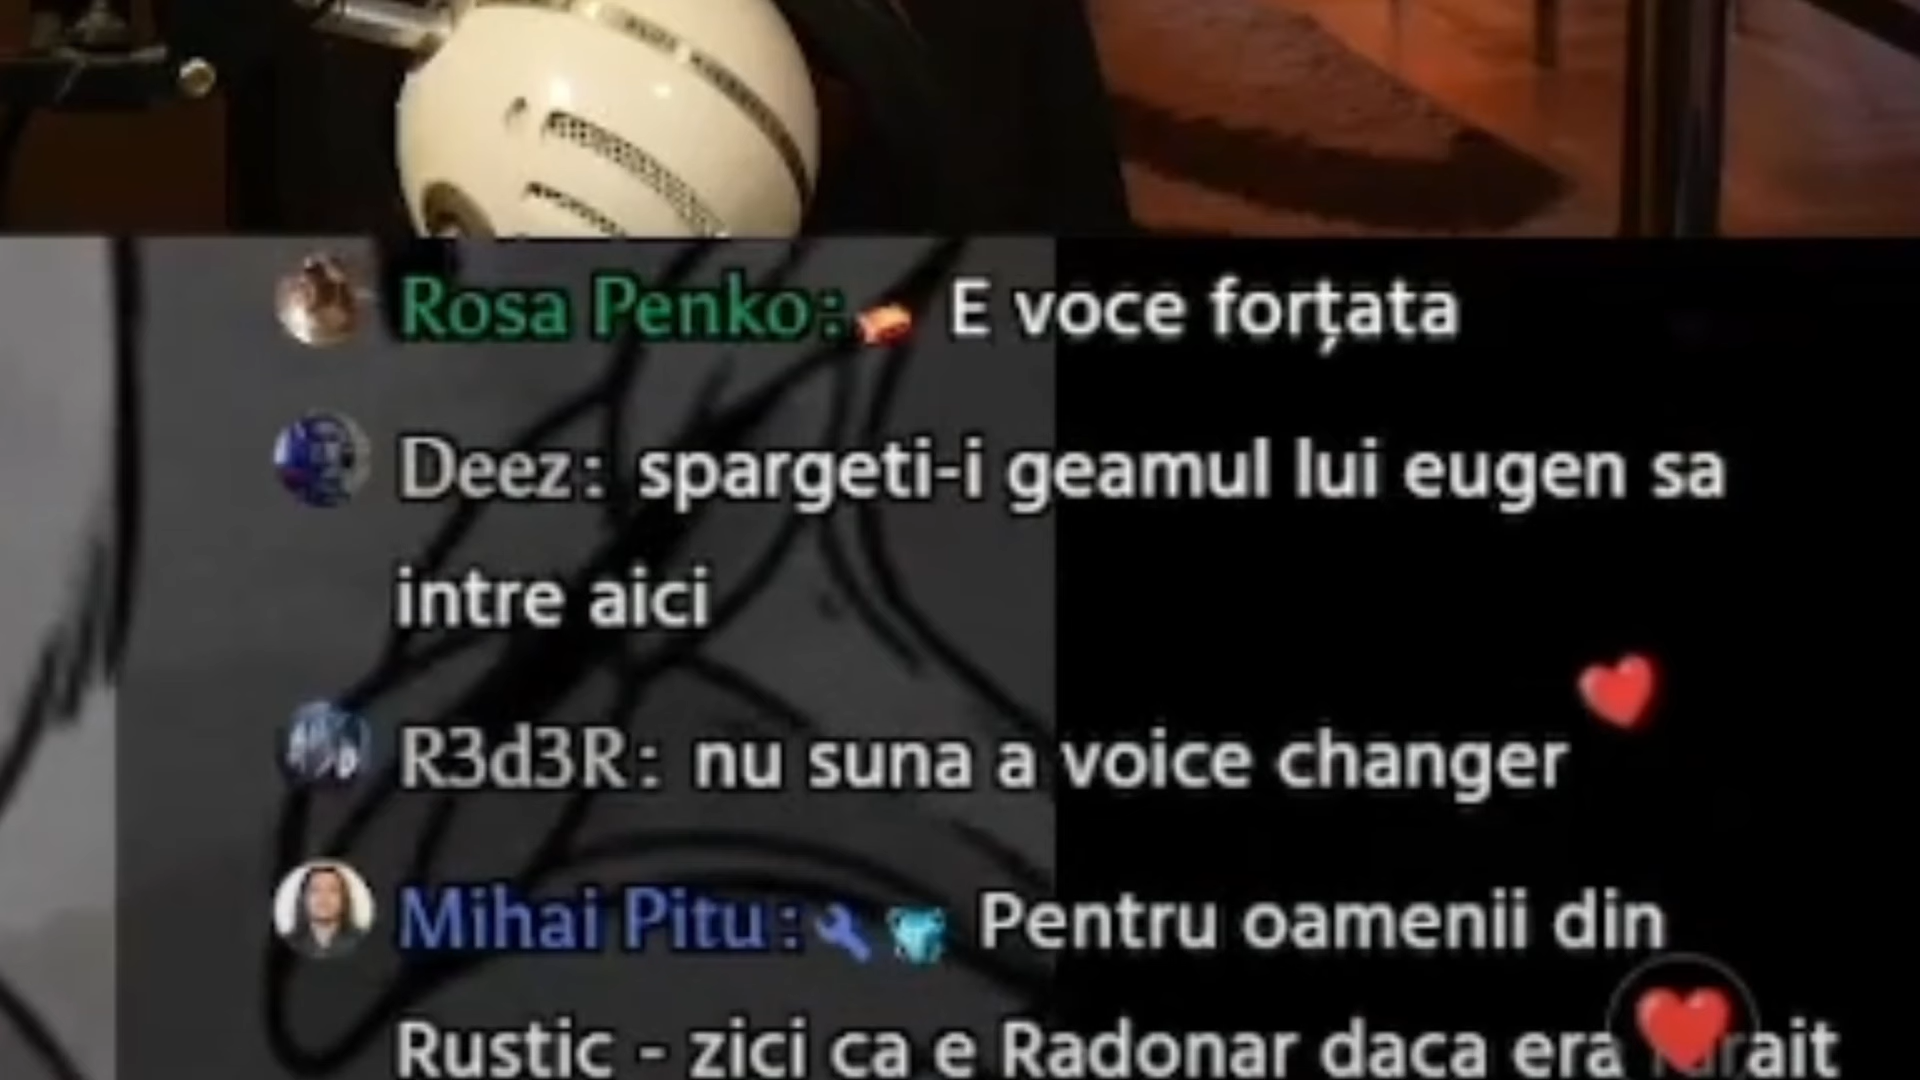 Rosa Penko: E voce forțata
Deez: spargeti-i geamul lui eugen sa
intre aici
R3d3R: nu suna a voice changer
Mihai Pitu: Pentru oamenii din
Rustic - zici ca e Radonar daca era